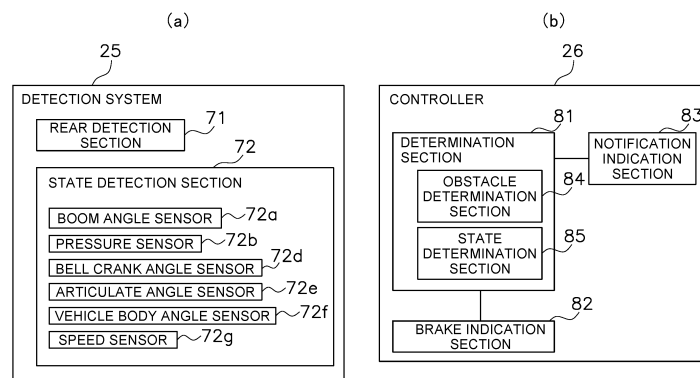 (a)
25
DETECTION SYSTEM
71
REAR DETECTION
SECTION
72
STATE DETECTION SECTION
BOOM ANGLE SENSOR 72a
PRESSURE SENSOR 72b
BELL CRANK ANGLE SENSOR 72d
ARTICULATE ANGLE SENSOR 72e
VEHICLE BODY ANGLE SENSOR 72f
SPEED SENSOR 72g
(b)
26
CONTROLLER
81
DETERMINATION
SECTION
83
NOTIFICATION
INDICATION
SECTION
84
OBSTACLE
DETERMINATION
SECTION
85
STATE
DETERMINATION
SECTION
82
BRAKE INDICATION
SECTION